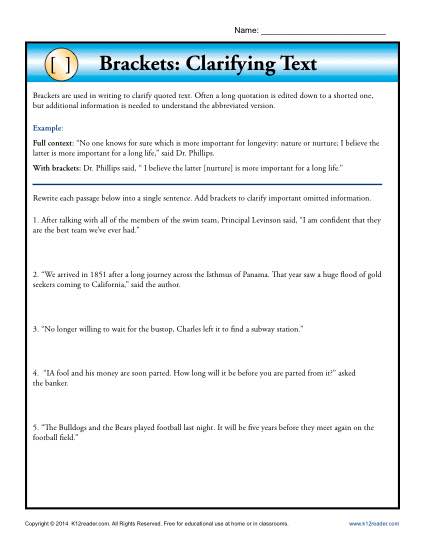 Name:
[ ] Brackets: Clarifying Text
Brackets are used in writing to clarify quoted text. Often a long quotation is edited down to a shorted one,
but additional information is needed to understand the abbreviated version.
Example:
Full context: “No one knows for sure which is more important for longevity: nature or nurture; I believe the
latter is more important for a long life,” said Dr. Phillips.
With brackets: Dr. Phillips said, “ I believe the latter [nurture] is more important for a long life.”
Rewrite each passage below into a single sentence. Add brackets to clarify important omitted information.
1. After talking with all of the members of the swim team, Principal Levinson said, “I am confident that they
are the best team we’ve ever had.”
2. “We arrived in 1851 after a long journey across the Isthmus of Panama. That year saw a huge flood of gold
seekers coming to California,” said the author.
3. “No longer willing to wait for the bustop, Charles left it to find a subway station.”
4. “IA fool and his money are soon parted. How long will it be before you are parted from it?” asked
the banker.
5. “The Bulldogs and the Bears played football last night. It will be five years before they meet again on the
football field.”
Copyright © 2014 K12reader.com. All Rights Reserved. Free for educational use at home or in classrooms. www.k12reader.com